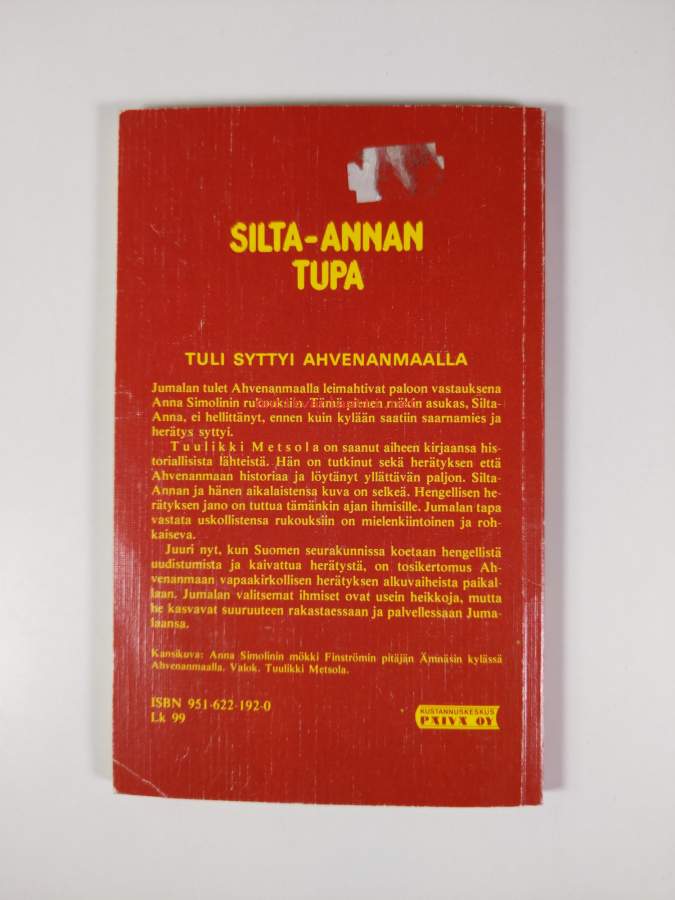 SILTA-ANNAN
TUPA
TULI SYTTYI AHVENANMAALLA
Jumalan tulet Ahvenanmaalla leimahtivat paloon vastauksena
Anna Simolinin rukouksiin. Tämä pienen mökin asukas, Silta-
Anna, ei hellittänyt, ennen kuin kylään saatiin saarnamies ja
herätys syttyi.
Tuulikki Metsola on saanut aiheen kirjaansa his-
toriallisista lähteistä. Hän on tutkinut sekä herätyksen että
Ahvenanmaan historiaa ja löytänyt yllättävän paljon. Silta-
Annan ja hänen aikalaistensa kuva on selkeä. Hengellisen he-
rätyksen jano on tuttua tämänkin ajan ihmisille. Jumalan tapa
vastata uskollistensa rukouksiin on mielenkiintoinen ja roh-
kaiseva.
Juuri nyt, kun Suomen seurakunnissa koetaan hengellistä
uudistumista ja kaivattua herätystä, on tosikertomus Ah-
venanmaan vapaakirkollisen herätyksen alkuvaiheista paikal-
laan. Jumalan valitsemat ihmiset ovat usein heikkoja, mutta
he kasvavat suuruuteen rakastaessaan ja palvellessaan Juma-
laansa.
Kansikuva: Anna Simolinin mökki Finströmin pitäjän Ämnäsin kylässä
Ahvenanmaalla. Valok. Tuulikki Metsola.
ISBN 951-622-192-0
Lk 99
KUSTANNUSKESKUS
PÄIVÄ OY